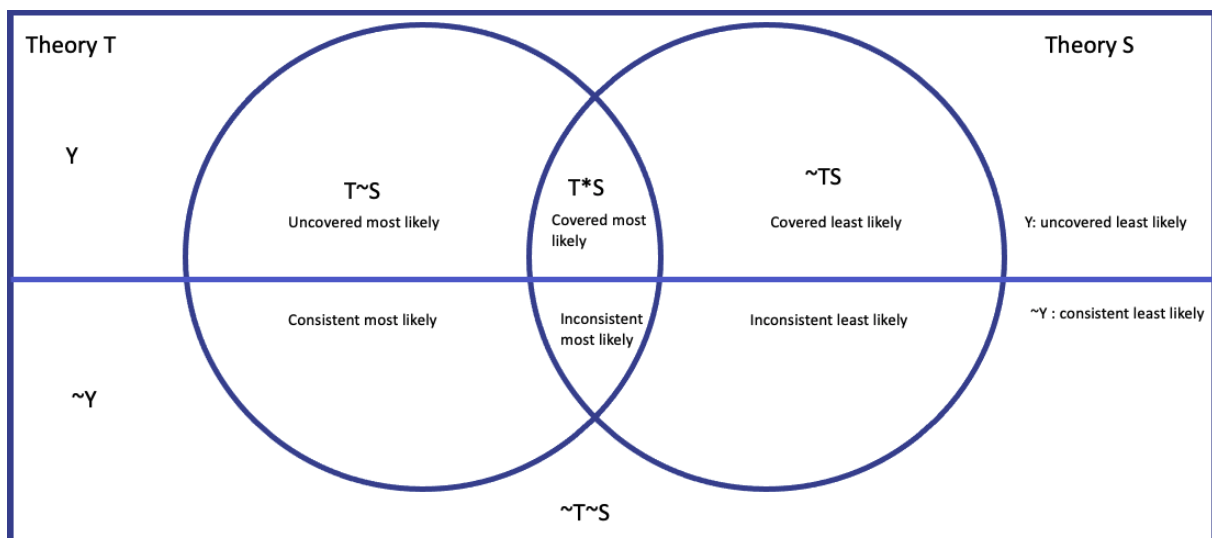 Theory T
Theory S
Y
T~S
T*S
~TS
Uncovered most likely
Covered most
likely
Covered least likely
Y: uncovered least likely
Consistent most likely
Inconsistent
most likely
Inconsistent least likely
~Y : consistent least likely
~Y
~T~S